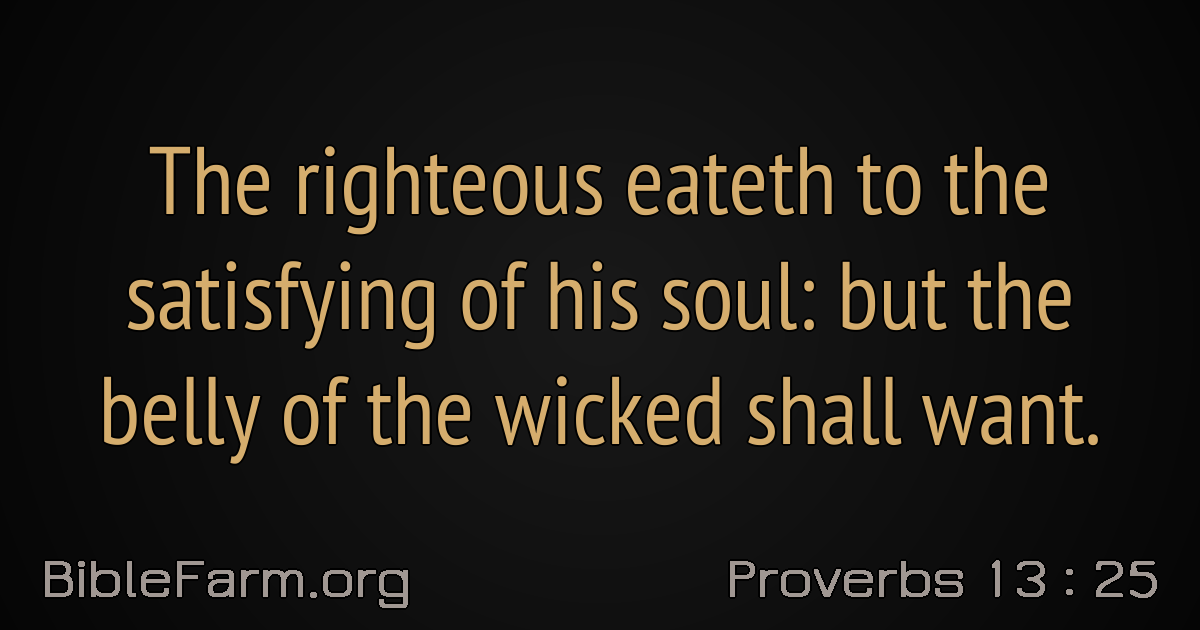 The righteous eateth to the
satisfying of his soul: but the
belly of the wicked shall want.
BibleFarm.org
Proverbs 13 : 25